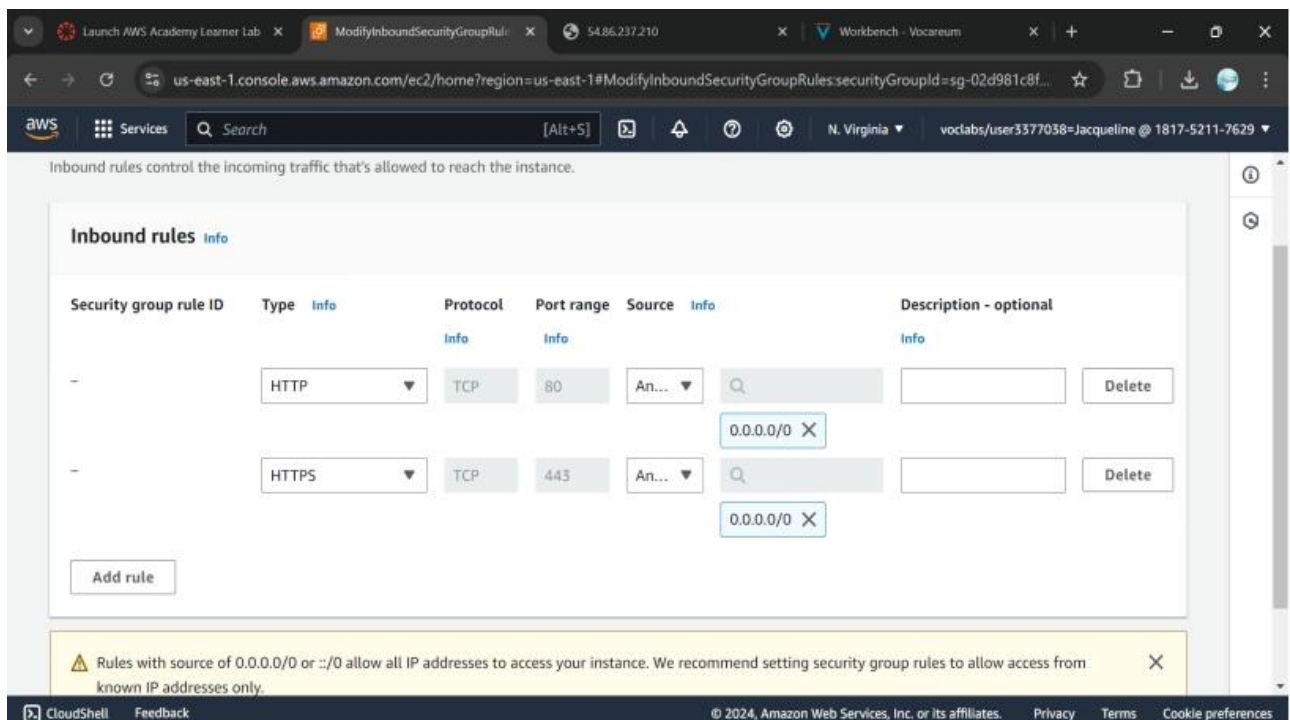 Launch AWS Academy Learner Lab
ModifyInboundSecurityGroupRule
54.86.237.210
Workbench - Vocareum
us-east-1.console.aws.amazon.com/ec2/home?region=us-east-1#ModifyInboundSecurityGroupRules:securityGroupId=sg-02d981c8f...
aws Services Search [Alt+S] N. Virginia voclabs/user3377038=Jacqueline @ 1817-5211-7629
Inbound rules control the incoming traffic that's allowed to reach the instance.
Inbound rules Info
Security group rule ID Type Info Protocol Port range Source Info Description - optional
Info Info Info
– HTTP TCP 80 An... Delete
0.0.0.0/0
– HTTPS TCP 443 An... Delete
0.0.0.0/0
Add rule
Rules with source of 0.0.0.0/0 or ::/0 allow all IP addresses to access your instance. We recommend setting security group rules to allow access from
known IP addresses only.
CloudShell Feedback © 2024, Amazon Web Services, Inc. or its affiliates. Privacy Terms Cookie preferences